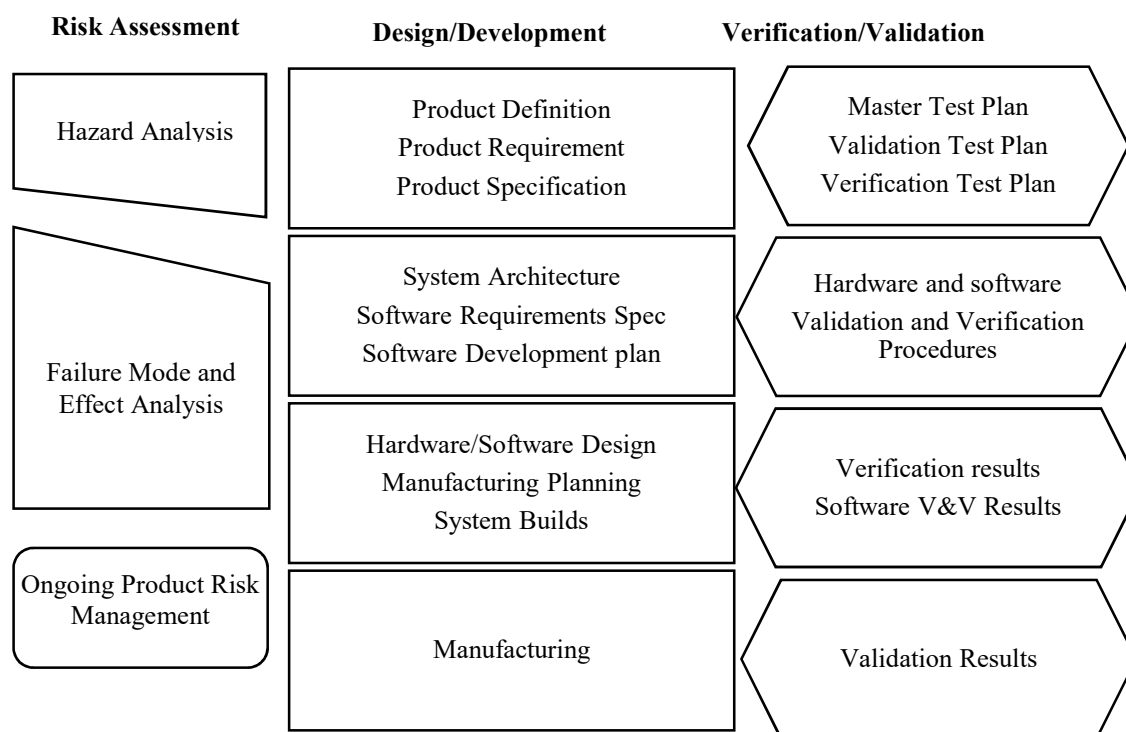 Risk Assessment
Design/Development
Verification/Validation
Hazard Analysis
Product Definition
Product Requirement
Product Specification
Master Test Plan
Validation Test Plan
Verification Test Plan
Failure Mode and
Effect Analysis
System Architecture
Software Requirements Spec
Software Development plan
Hardware and software
Validation and Verification
Procedures
Hardware/Software Design
Manufacturing Planning
System Builds
Verification results
Software V&V Results
Ongoing Product Risk
Management
Manufacturing
Validation Results